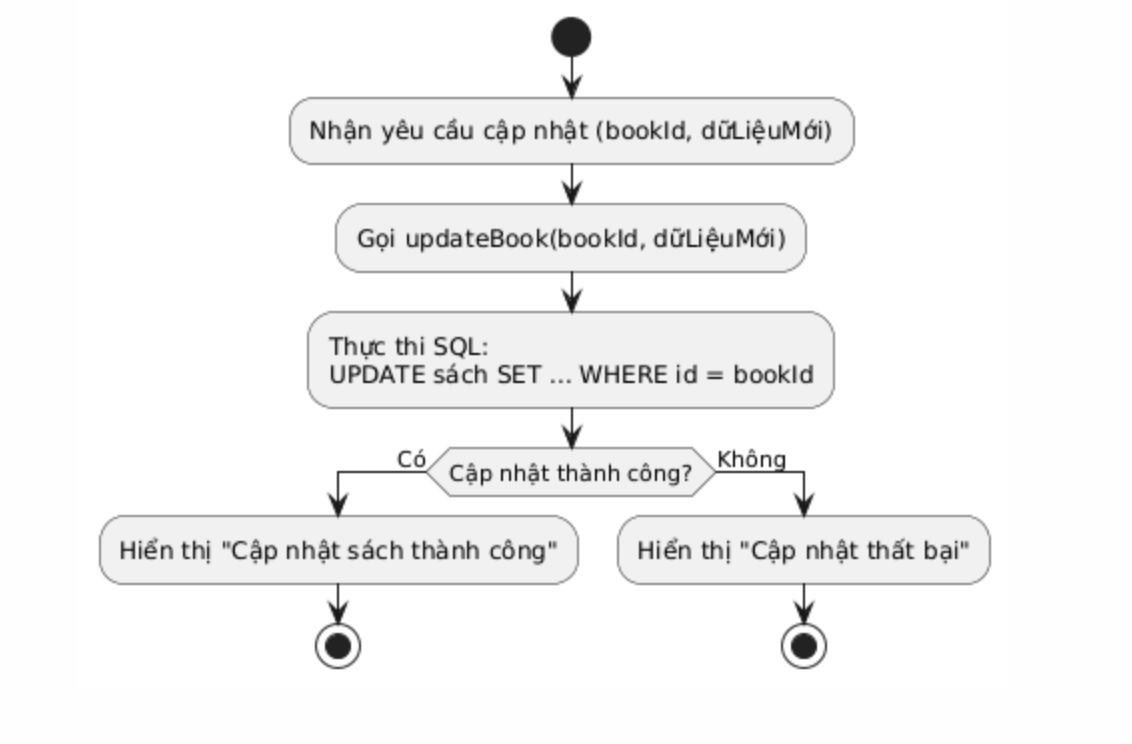 Nhận yêu cầu cập nhật (bookId, dữLiệuMới)
Gọi updateBook(bookId, dữLiệuMới)
Thực thi SQL:
UPDATE sách SET ... WHERE id = bookId
Cập nhật thành công?
Có
Không
Hiển thị "Cập nhật sách thành công"
Hiển thị "Cập nhật thất bại"